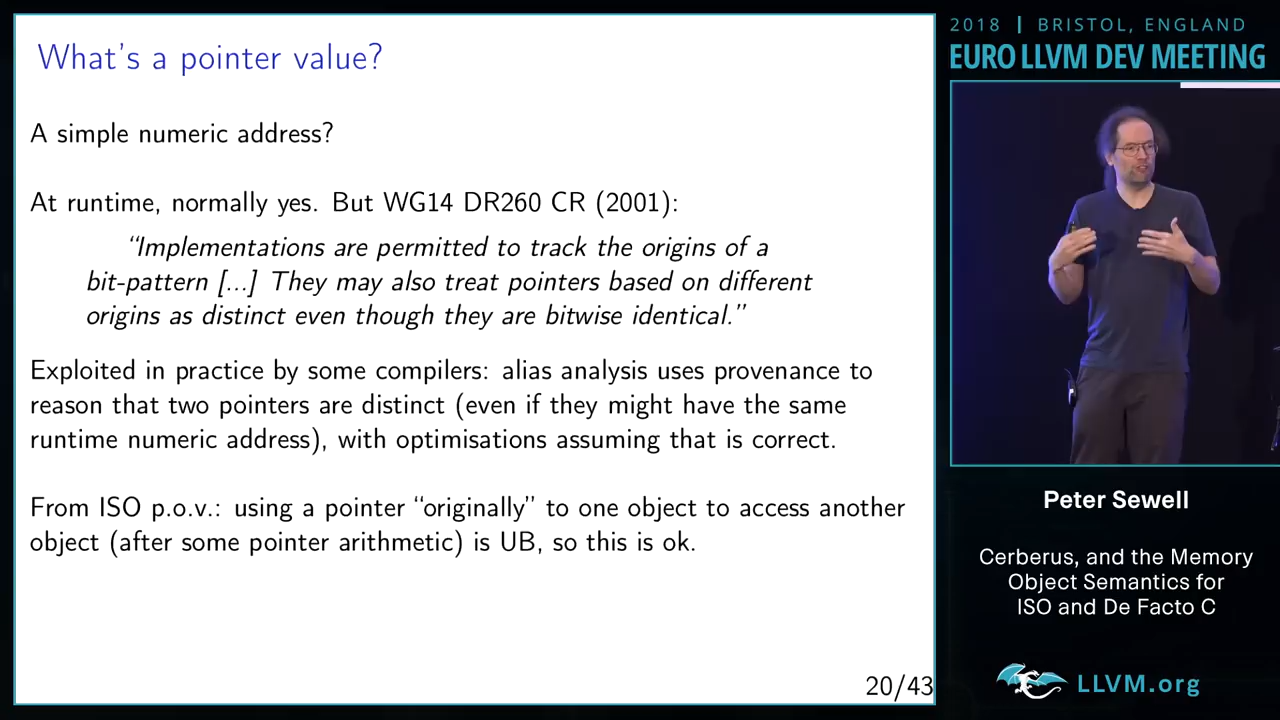 What's a pointer value?
A simple numeric address?
At runtime, normally yes. But WG14 DR260 CR (2001):
“Implementations are permitted to track the origins of a
bit-pattern [...] They may also treat pointers based on different
origins as distinct even though they are bitwise identical.”
Exploited in practice by some compilers: alias analysis uses provenance to
reason that two pointers are distinct (even if they might have the same
runtime numeric address), with optimisations assuming that is correct.
From ISO p.o.v.: using a pointer “originally” to one object to access another
object (after some pointer arithmetic) is UB, so this is ok.
20/43
2018 | BRISTOL, ENGLAND
EURO LLVM DEV MEETING
Peter Sewell
Cerberus, and the Memory
Object Semantics for
ISO and De Facto C
LLVM.org